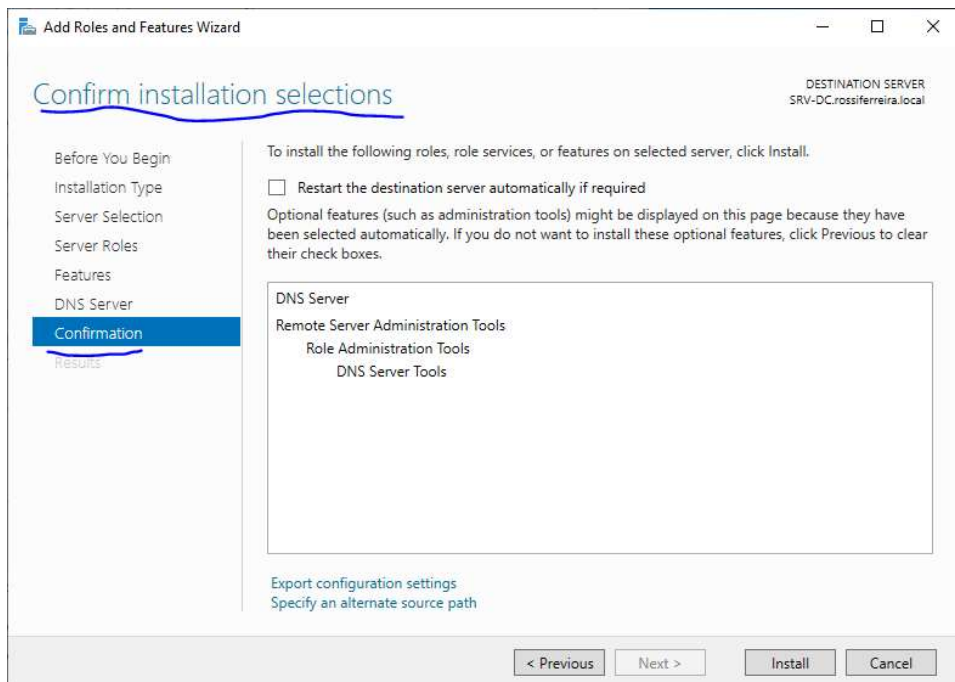 Add Roles and Features Wizard
Confirm installation selections
DESTINATION SERVER
SRV-DC.rossiferreira.local
Before You Begin
Installation Type
Server Selection
Server Roles
Features
DNS Server
Confirmation
Results
To install the following roles, role services, or features on selected server, click Install.
Restart the destination server automatically if required
Optional features (such as administration tools) might be displayed on this page because they have
been selected automatically. If you do not want to install these optional features, click Previous to clear
their check boxes.
DNS Server
Remote Server Administration Tools
Role Administration Tools
DNS Server Tools
Export configuration settings
Specify an alternate source path
< Previous
Next >
Install
Cancel